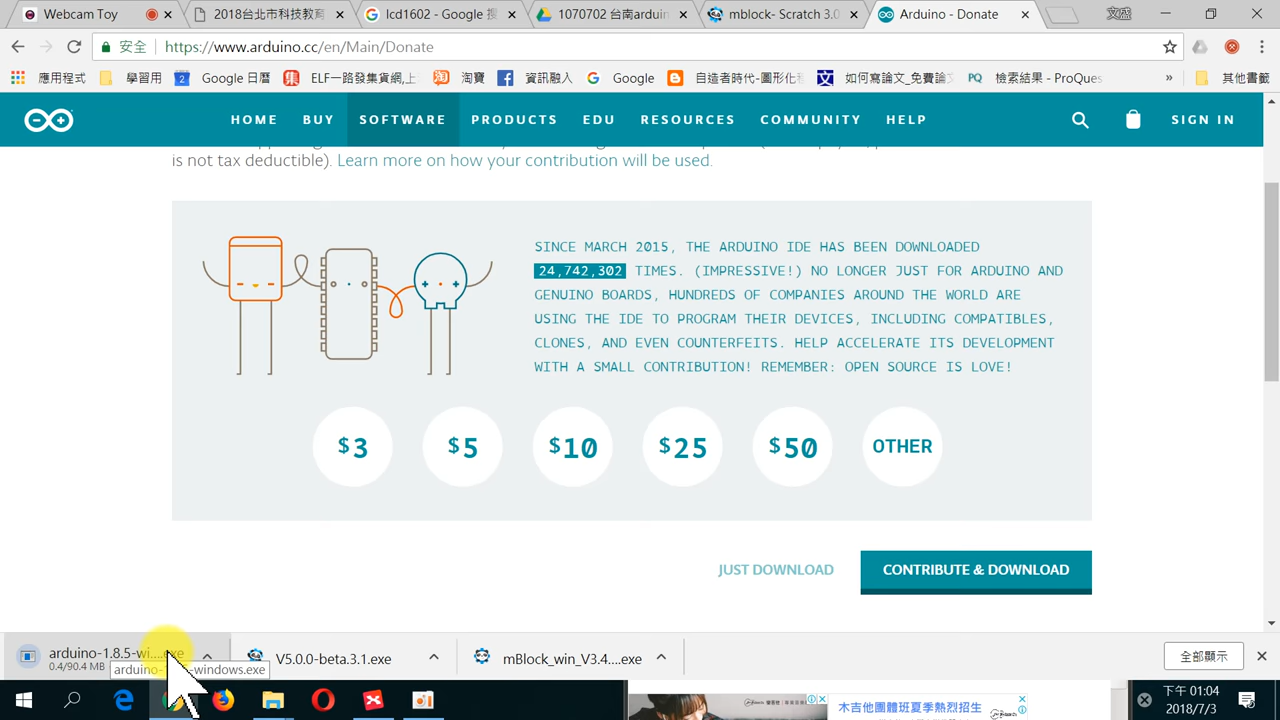 Webcam Toy
2018台北市科技教育
lcd1602 - Google 搜
1070702 台南arduin
mblock- Scratch 3.0
Arduino - Donate
文盛
安全
https://www.arduino.cc/en/Main/Donate
應用程式
學習用
2
Google 日曆
集
ELF一路發集貨網,上
淘
淘寶
資訊融入
Google
自造者時代-圖形化程
文
如何寫論文_免費論文
PQ
檢索結果 - ProQues
»
其他書籤
HOME
BUY
SOFTWARE
PRODUCTS
EDU
RESOURCES
COMMUNITY
HELP
SIGN IN
is not tax deductible). Learn more on how your contribution will be used.
SINCE MARCH 2015, THE ARDUINO IDE HAS BEEN DOWNLOADED
24,742,302 TIMES. (IMPRESSIVE!) NO LONGER JUST FOR ARDUINO AND
GENUINO BOARDS, HUNDREDS OF COMPANIES AROUND THE WORLD ARE
USING THE IDE TO PROGRAM THEIR DEVICES, INCLUDING COMPATIBLES,
CLONES, AND EVEN COUNTERFEITS. HELP ACCELERATE ITS DEVELOPMENT
WITH A SMALL CONTRIBUTION! REMEMBER: OPEN SOURCE IS LOVE!
$3
$5
$10
$25
$50
OTHER
JUST DOWNLOAD
CONTRIBUTE & DOWNLOAD
arduino-1.8.5-wi....exe
0.4/90.4 MB
V5.0.0-beta.3.1.exe
mBlock_win_V3.4....exe
全部顯示
windows.exe
木吉他團體班夏季熱烈招生
下午 01:04
2018/7/3